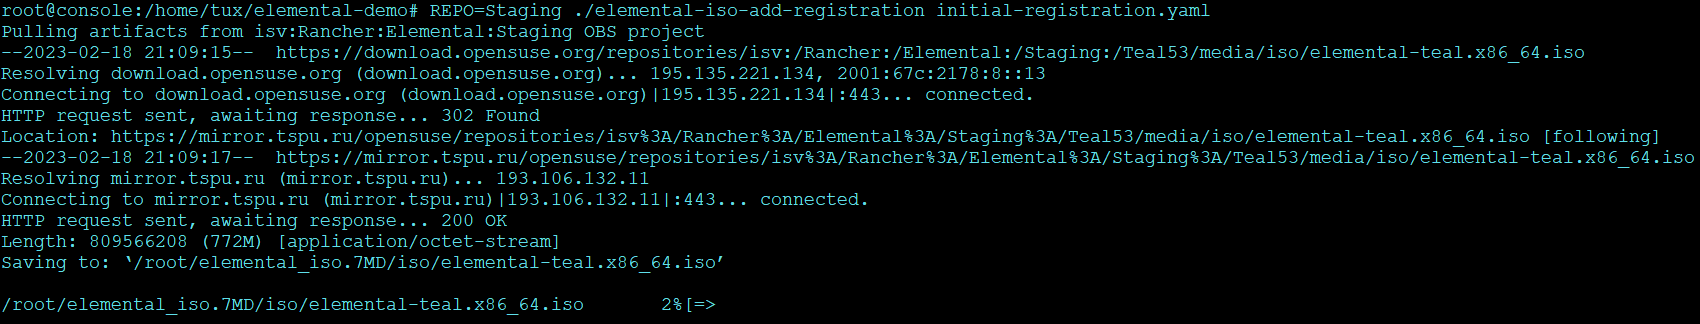 root@console:/home/tux/elemental-demo# REPO=Staging ./elemental-iso-add-registration initial-registration.yaml
Pulling artifacts from isv:Rancher:Elemental:Staging OBS project
--2023-02-18 21:09:15--  https://download.opensuse.org/repositories/isv:/Rancher:/Elemental:/Staging:/Teal53/media/iso/elemental-teal.x86_64.iso
Resolving download.opensuse.org (download.opensuse.org)... 195.135.221.134, 2001:67c:2178:8::13
Connecting to download.opensuse.org (download.opensuse.org)|195.135.221.134|:443... connected.
HTTP request sent, awaiting response... 302 Found
Location: https://mirror.tspu.ru/opensuse/repositories/isv%3A/Rancher%3A/Elemental%3A/Staging%3A/Teal53/media/iso/elemental-teal.x86_64.iso [following]
--2023-02-18 21:09:17--  https://mirror.tspu.ru/opensuse/repositories/isv%3A/Rancher%3A/Elemental%3A/Staging%3A/Teal53/media/iso/elemental-teal.x86_64.iso
Resolving mirror.tspu.ru (mirror.tspu.ru)... 193.106.132.11
Connecting to mirror.tspu.ru (mirror.tspu.ru)|193.106.132.11|:443... connected.
HTTP request sent, awaiting response... 200 OK
Length: 809566208 (772M) [application/octet-stream]
Saving to: ‘/root/elemental_iso.7MD/iso/elemental-teal.x86_64.iso’
/root/elemental_iso.7MD/iso/elemental-teal.x86_64.iso       2%[=>